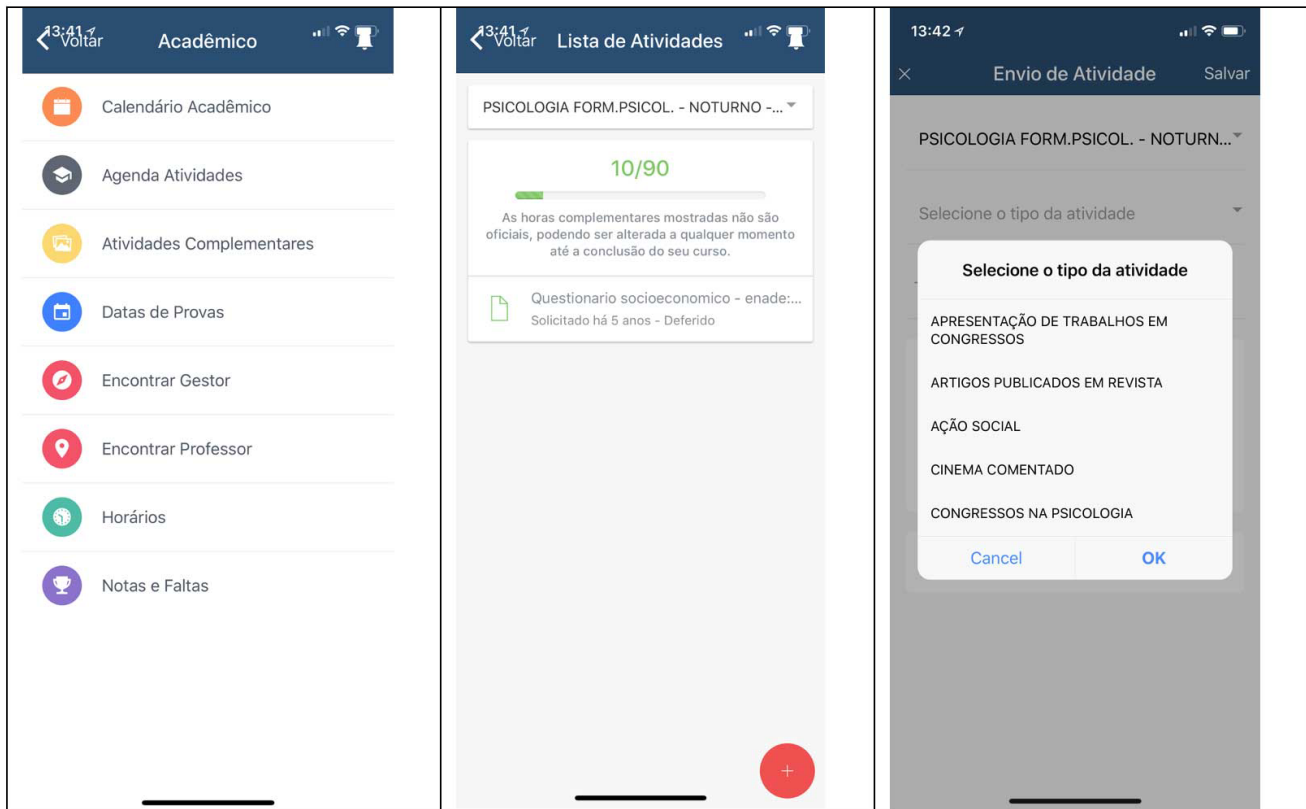 13:41
Voltar
Acadêmico
Calendário Acadêmico
Agenda Atividades
Atividades Complementares
Datas de Provas
Encontrar Gestor
Encontrar Professor
Horários
Notas e Faltas
13:41
Voltar
Lista de Atividades
PSICOLOGIA FORM.PSICOL. - NOTURNO -...
10/90
As horas complementares mostradas não são
oficiais, podendo ser alterada a qualquer momento
até a conclusão do seu curso.
Questionario socioeconomico - enade:...
Solicitado há 5 anos - Deferido
+
13:42
× Envio de Atividade Salvar
PSICOLOGIA FORM.PSICOL. - NOTURN...
Selecione o tipo da atividade
Selecione o tipo da atividade
APRESENTAÇÃO DE TRABALHOS EM
CONGRESSOS
ARTIGOS PUBLICADOS EM REVISTA
AÇÃO SOCIAL
CINEMA COMENTADO
CONGRESSOS NA PSICOLOGIA
Cancel OK